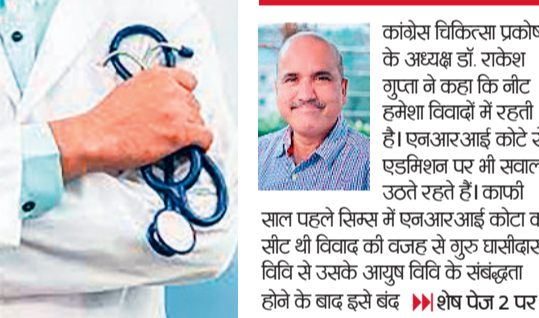 कांग्रेस चिकित्सा प्रकोष
के अध्यक्ष डॉ. राकेश
गुप्ता ने कहा कि नीट
हमेशा विवादों में रहती
है। एनआरआई कोटे से
एडमिशन पर भी सवाल
उठते रहते हैं। काफी
साल पहले सिम्स में एनआरआई कोटा व
सीट थी विवाद की वजह से गुरु घासीदास
विवि से उसके आयुष विवि के संबंद्धता
होने के बाद इसे बंद शेष पेज 2 पर